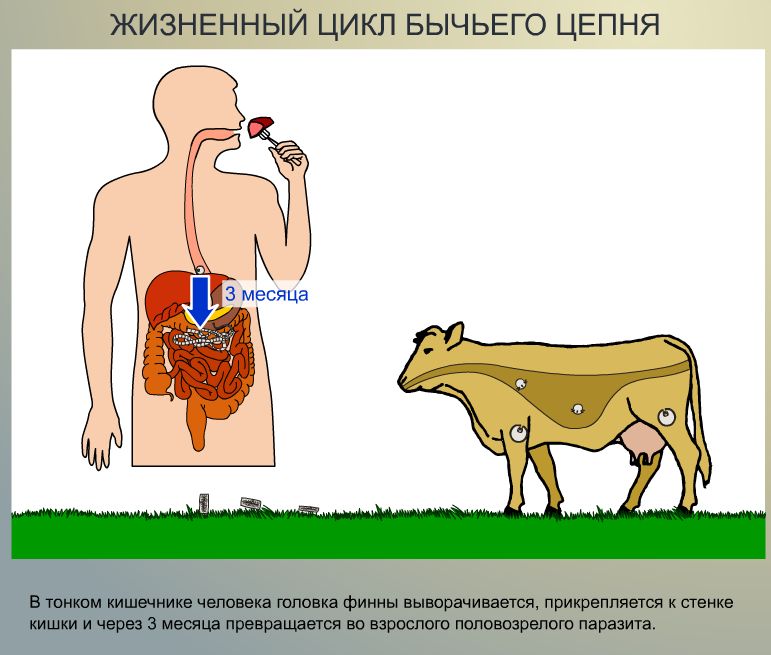 ЖИЗНЕННЫЙ ЦИКЛ БЫЧЬЕГО ЦЕПНЯ
3 месяца
В тонком кишечнике человека головка финны выворачивается, прикрепляется к стенке
кишки и через 3 месяца превращается во взрослого половозрелого паразита.